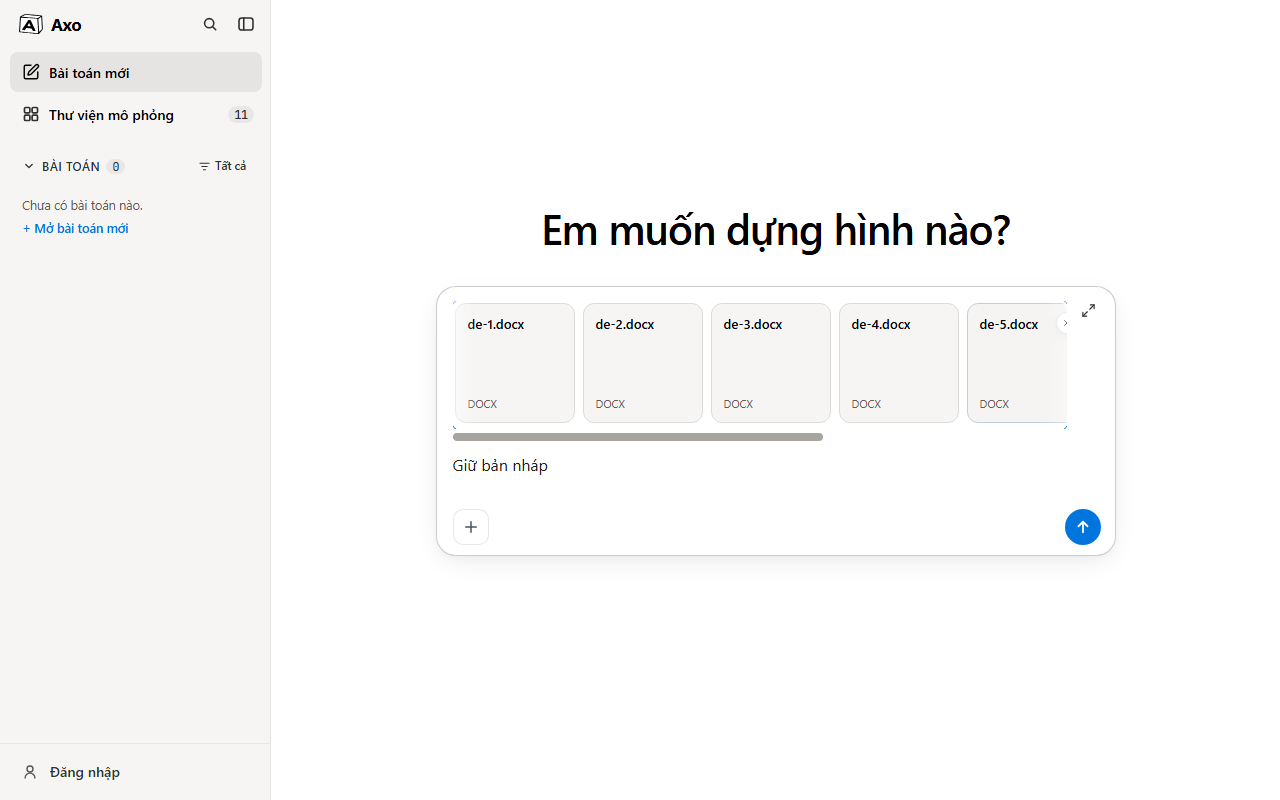 Axo
Bài toán mới
Thư viện mô phỏng 11
BÀI TOÁN 0 Tất cả
Chưa có bài toán nào.
+ Mở bài toán mới
Em muốn dựng hình nào?
de-1.docx de-2.docx de-3.docx de-4.docx de-5.docx
DOCX DOCX DOCX DOCX DOCX
Giữ bản nháp
Đăng nhập